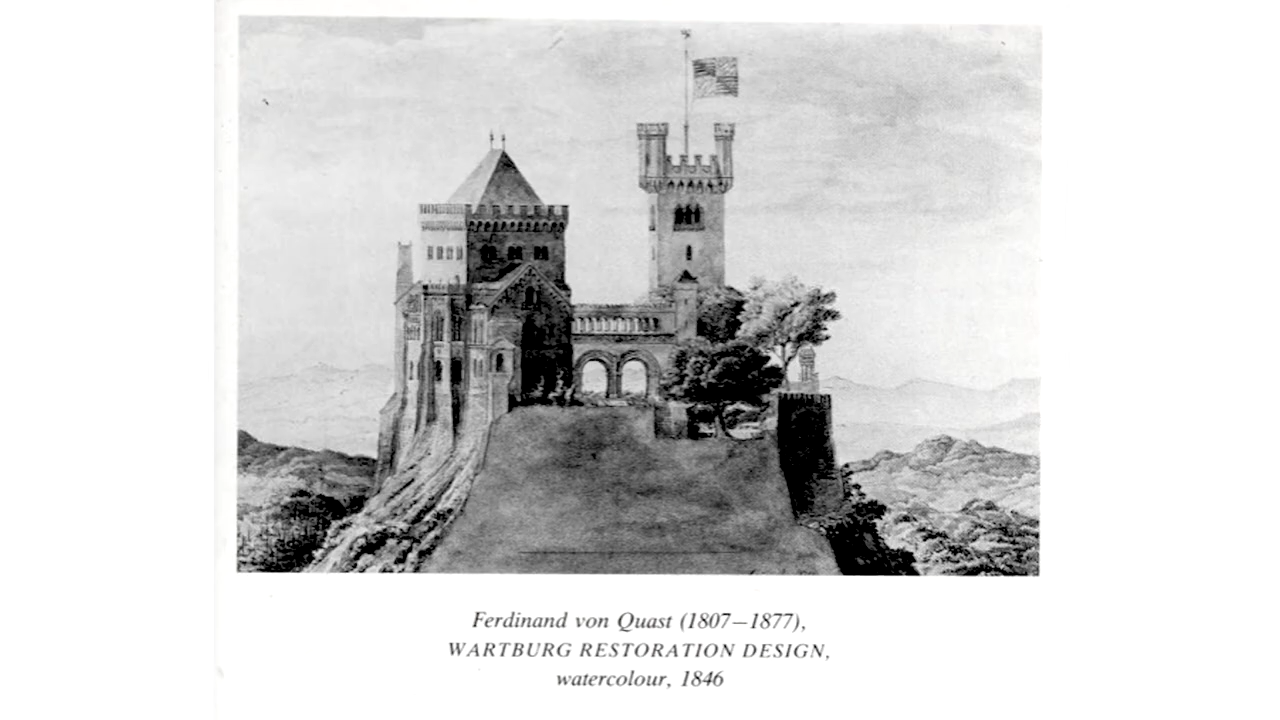 Ferdinand von Quast (1807—1877),
WARTBURG RESTORATION DESIGN,
watercolour, 1846